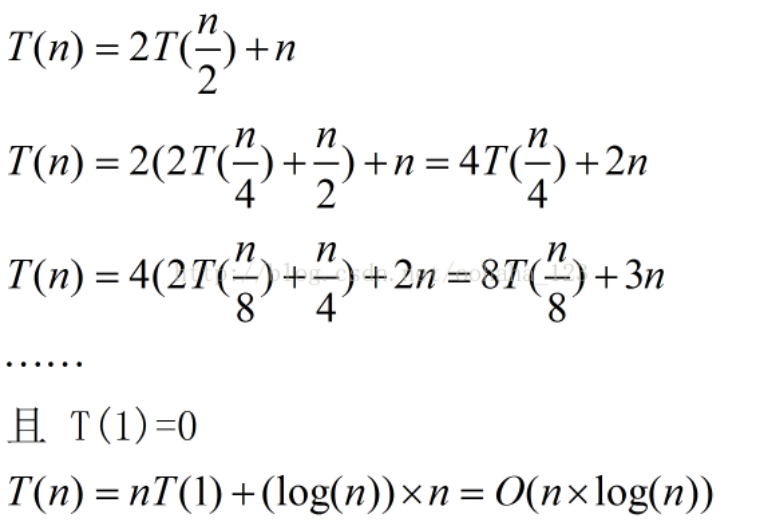 T(n) = 2T(n/2) + n
T(n) = 2(2T(n/4) + n/2) + n = 4T(n/4) + 2n
T(n) = 4(2T(n/8) + n/4) + 2n = 8T(n/8) + 3n
……
且 T(1)=0
T(n) = nT(1) + (log(n))×n = O(n×log(n))